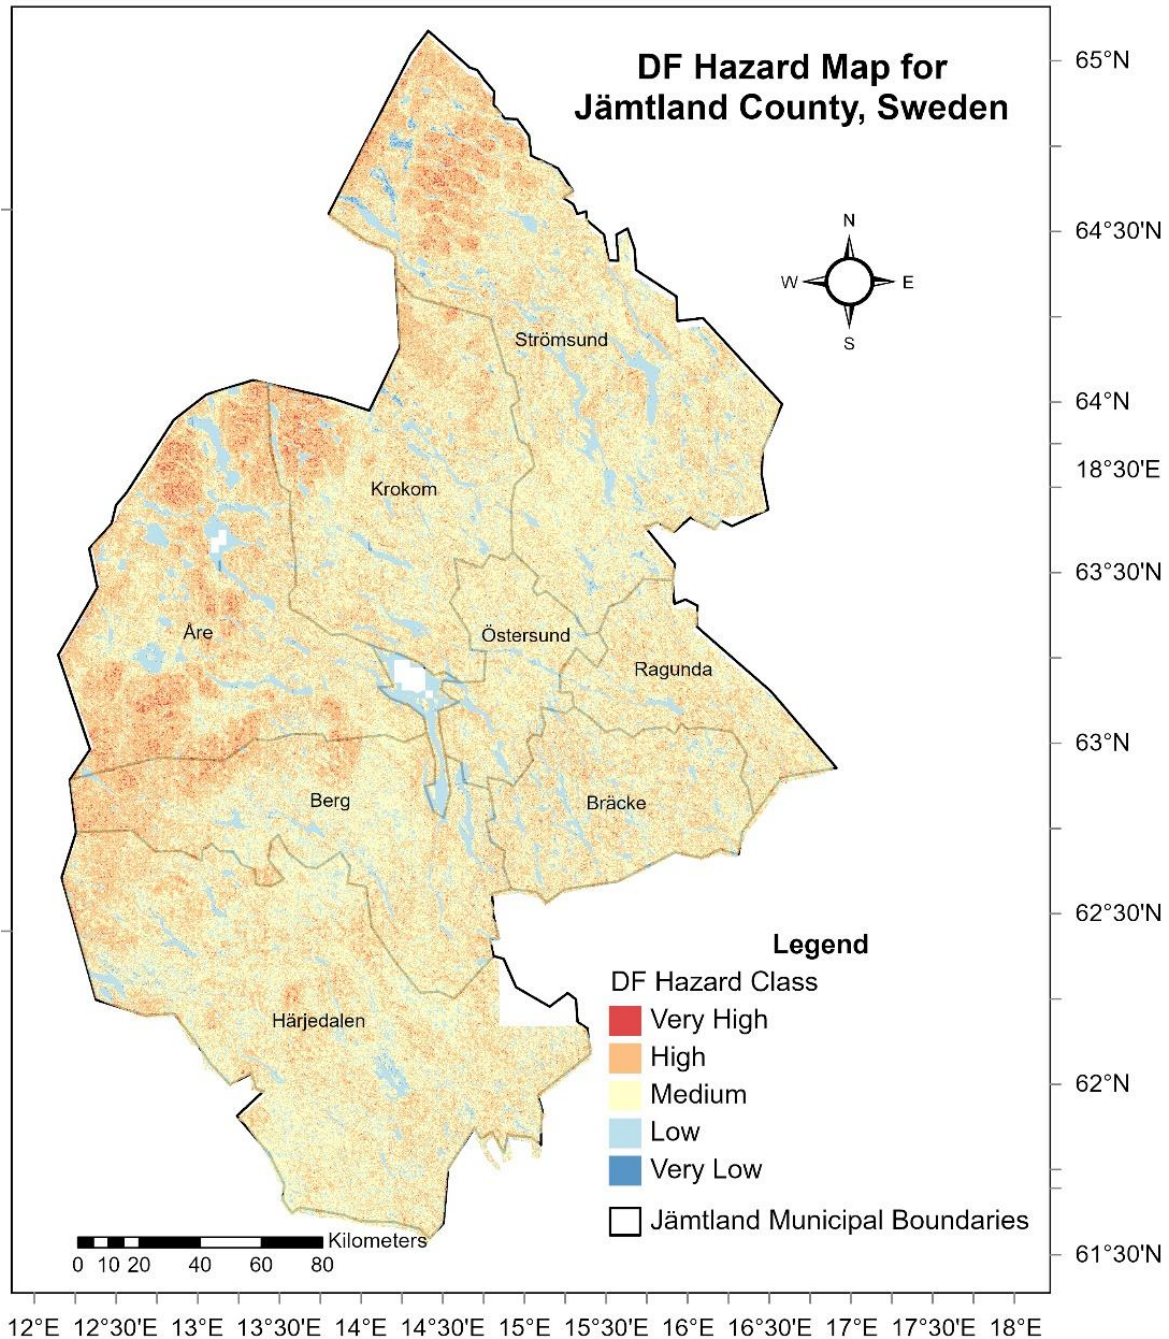 DF Hazard Map for
Jämtland County, Sweden
65°N
64°30'N
64°N
18°30'E
63°30'N
63°N
62°30'N
62°N
61°30'N
N
W
E
S
Strömsund
Krokom
Åre
Östersund
Ragunda
Berg
Bräcke
Härjedalen
Legend
DF Hazard Class
Very High
High
Medium
Low
Very Low
Jämtland Municipal Boundaries
Kilometers
0 10 20 40 60 80
12°E 12°30'E 13°E 13°30'E 14°E 14°30'E 15°E 15°30'E 16°E 16°30'E 17°E 17°30'E 18°E